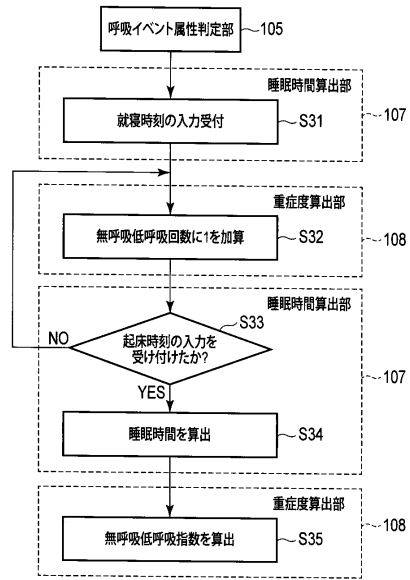 呼吸イベント属性判定部
105
睡眠時間算出部
就寝時刻の入力受付
S31
107
重症度算出部
無呼吸低呼吸回数に1を加算
S32
108
睡眠時間算出部
S33
起床時刻の入力を
受け付けたか?
NO
107
YES
睡眠時間を算出
S34
重症度算出部
無呼吸低呼吸指数を算出
S35
108